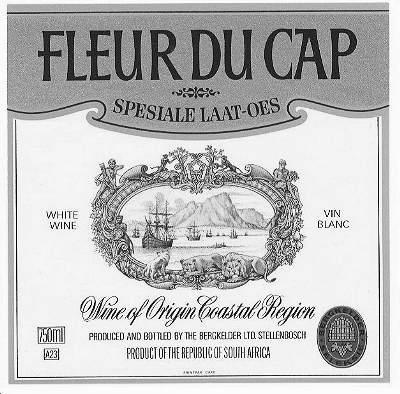 FLEUR DU CAP
SPESIALE LAAT-OES
WHITE
WINE
VIN
BLANC
Wine of Origin Coastal Region
750ml
PRODUCED AND BOTTLED BY THE BERGKELDER LTD. STELLENBOSCH
A23
PRODUCT OF THE REPUBLIC OF SOUTH AFRICA